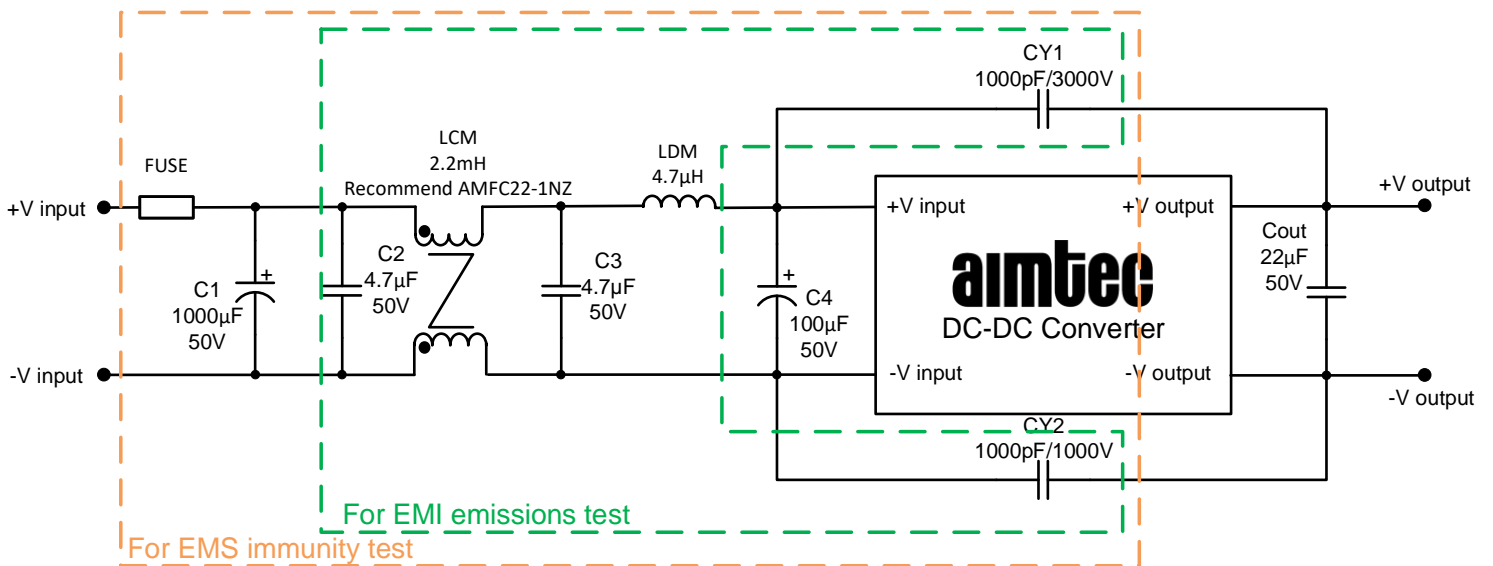 CY1
1000pF/3000V
LCM
2.2mH
Recommend AMFC22-1NZ
LDM
4.7µH
FUSE
+V input
+V input
+V output
+V output
C1
1000µF
50V
+
C2
4.7µF
50V
C3
4.7µF
50V
+
C4
100µF
50V
aimtec
DC-DC Converter
Cout
22µF
50V
-V input
-V input
-V output
-V output
CY2
1000pF/1000V
For EMI emissions test
For EMS immunity test